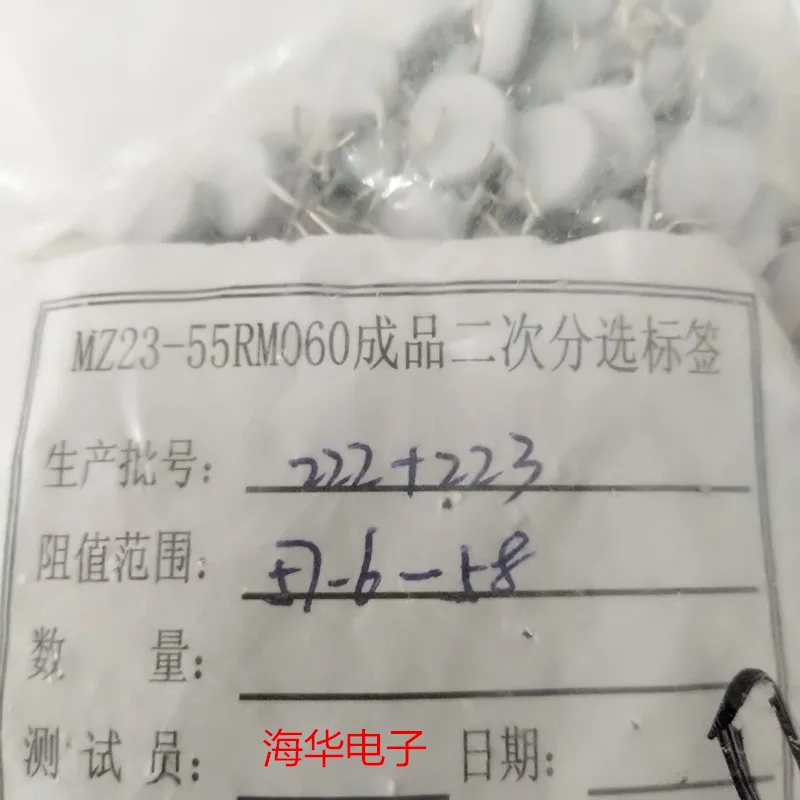 MZ23-55RM060成品二次分选标签
生产批号: 222+223
阻值范围: 57-6-58
数 量:
测 试 员: 海华电子 日期: